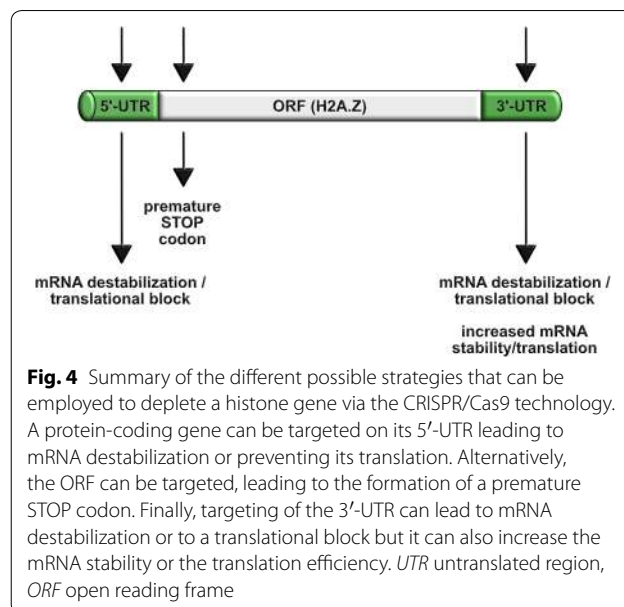 5'-UTR ORF (H2A.Z) 3'-UTR
premature
STOP
codon
mRNA destabilization /
translational block
mRNA destabilization /
translational block
increased mRNA
stability/translation
Fig. 4 Summary of the different possible strategies that can be
employed to deplete a histone gene via the CRISPR/Cas9 technology.
A protein-coding gene can be targeted on its 5′-UTR leading to
mRNA destabilization or preventing its translation. Alternatively,
the ORF can be targeted, leading to the formation of a premature
STOP codon. Finally, targeting of the 3′-UTR can lead to mRNA
destabilization or to a translational block but it can also increase the
mRNA stability or the translation efficiency. UTR untranslated region,
ORF open reading frame